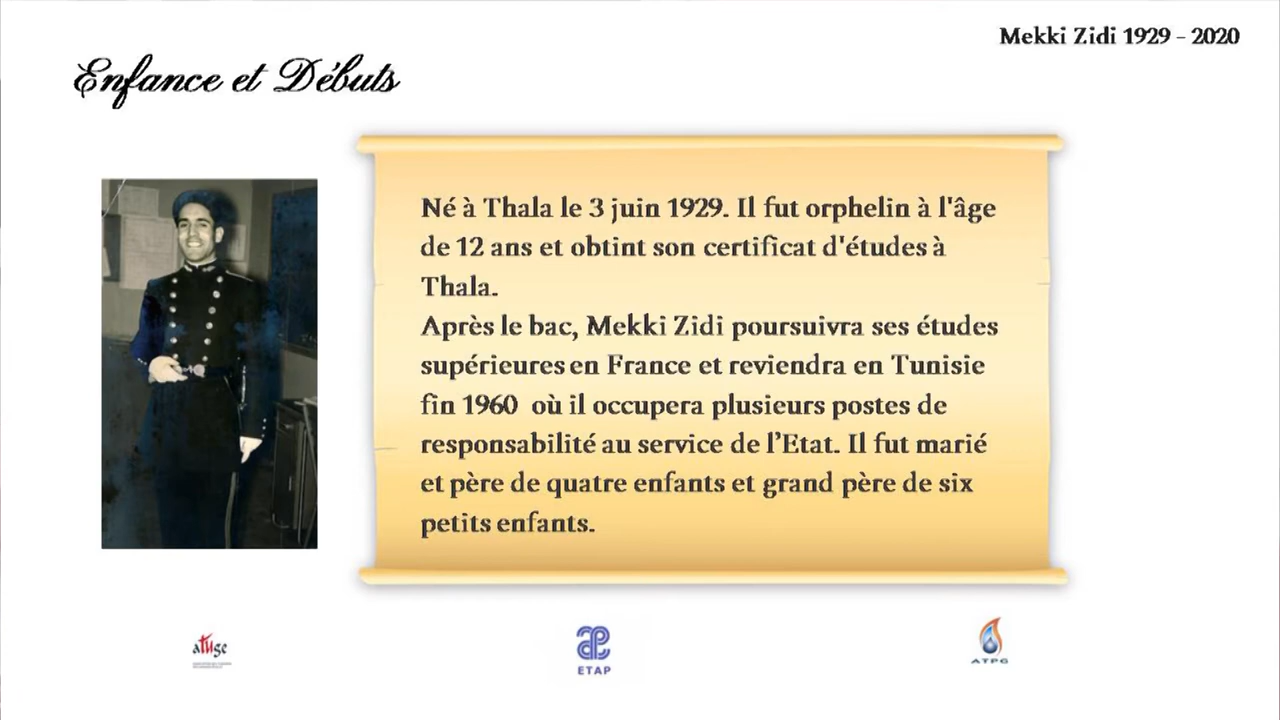 Mekki Zidi 1929 - 2020
Enfance et Débuts
Né à Thala le 3 juin 1929. Il fut orphelin à l'âge
de 12 ans et obtint son certificat d'études à
Thala.
Après le bac, Mekki Zidi poursuivra ses études
supérieures en France et reviendra en Tunisie
fin 1960 où il occupera plusieurs postes de
responsabilité au service de l’Etat. Il fut marié
et père de quatre enfants et grand père de six
petits enfants.
atuge
ETAP
ATPG